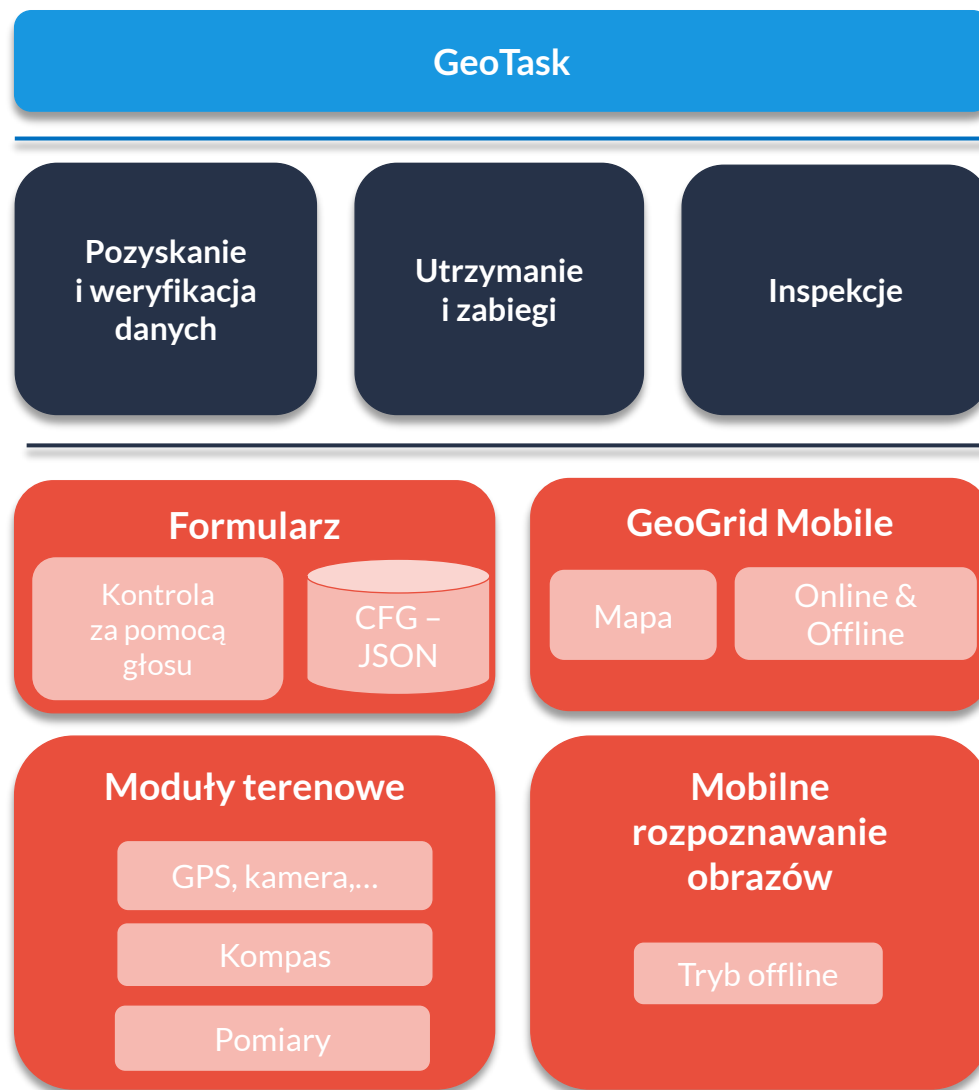 GeoTask
Pozyskanie
i weryfikacja
danych
Utrzymanie
i zabiegi
Inspekcje
Formularz
Kontrola
za pomocą
głosu
CFG –
JSON
GeoGrid Mobile
Mapa
Online &
Offline
Moduły terenowe
GPS, kamera,...
Kompas
Pomiary
Mobilne
rozpoznawanie
obrazów
Tryb offline